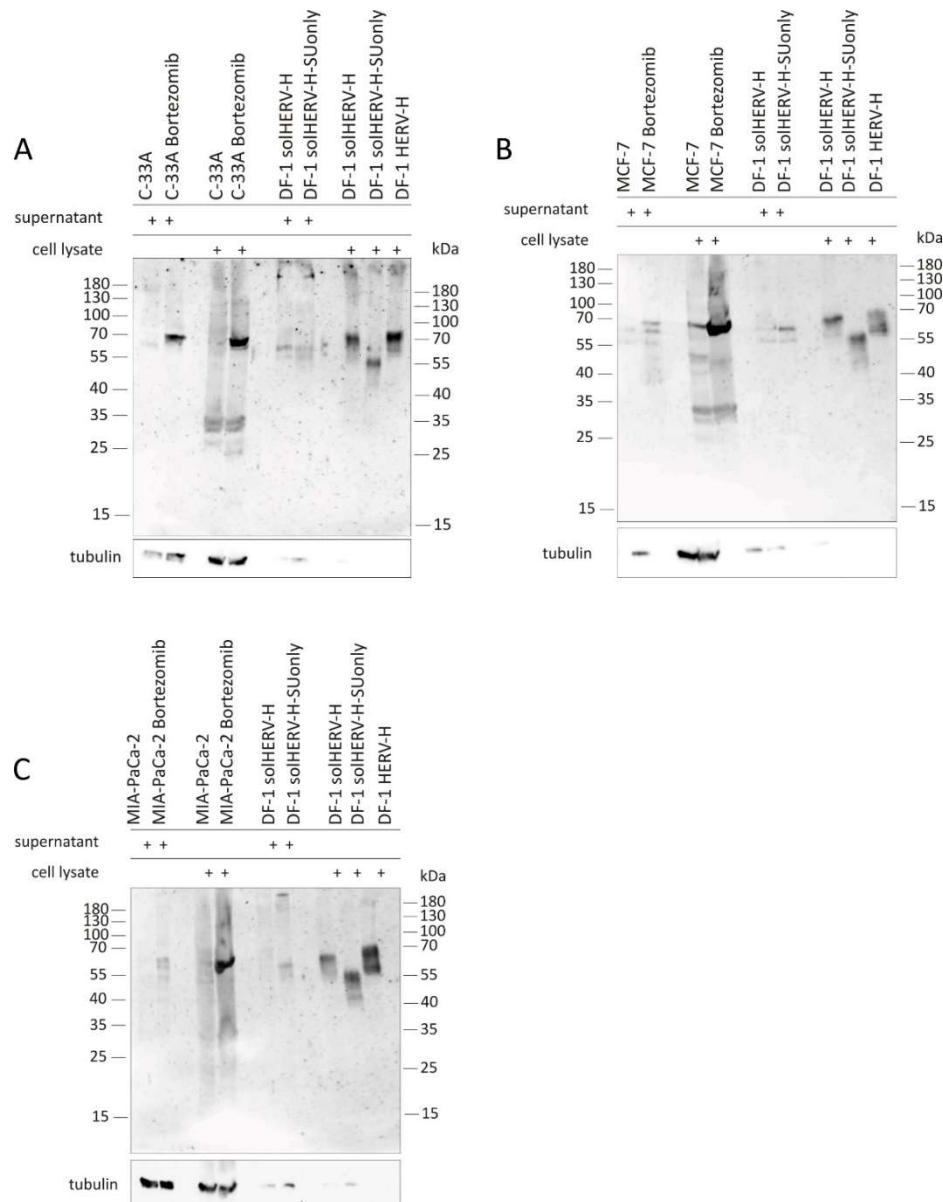 A
C-33A
C-33A Bortezomib
C-33A
C-33A Bortezomib
DF-1 solHERV-H
DF-1 solHERV-H-SUonly
DF-1 solHERV-H
DF-1 solHERV-H-SUonly
DF-1 HERV-H
supernatant + + + +
cell lysate + + + + + kDa
180 180
130 130
100 100
70 70
55 55
40 40
35 35
25 25
15 15
tubulin
B
MCF-7
MCF-7 Bortezomib
MCF-7
MCF-7 Bortezomib
DF-1 solHERV-H
DF-1 solHERV-H-SUonly
DF-1 solHERV-H
DF-1 solHERV-H-SUonly
DF-1 HERV-H
supernatant + + + +
cell lysate + + + + + kDa
180 180
130 130
100 100
70 70
55 55
40 40
35 35
25 25
15 15
tubulin
C
MIA-PaCa-2
MIA-PaCa-2 Bortezomib
MIA-PaCa-2
MIA-PaCa-2 Bortezomib
DF-1 solHERV-H
DF-1 solHERV-H-SUonly
DF-1 solHERV-H
DF-1 solHERV-H-SUonly
DF-1 HERV-H
supernatant + + + +
cell lysate + + + + + kDa
180 180
130 130
100 100
70 70
55 55
40 40
35 35
25 25
15 15
tubulin